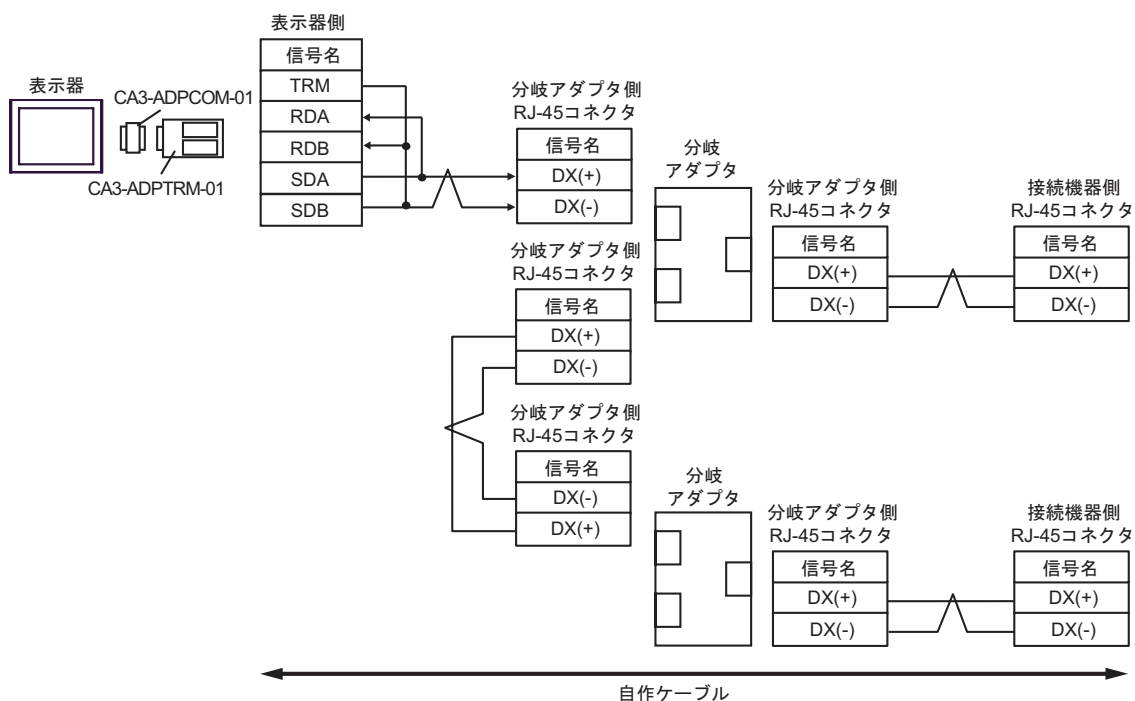 表示器
CA3-ADPCOM-01
CA3-ADPTRM-01
表示器側
信号名
TRM
RDA
RDB
SDA
SDB
分岐アダプタ側
RJ-45コネクタ
信号名
DX(+)
DX(-)
分岐
アダプタ
分岐アダプタ側
RJ-45コネクタ
信号名
DX(+)
DX(-)
接続機器側
RJ-45コネクタ
信号名
DX(+)
DX(-)
分岐アダプタ側
RJ-45コネクタ
信号名
DX(+)
DX(-)
分岐アダプタ側
RJ-45コネクタ
信号名
DX(-)
DX(+)
分岐
アダプタ
分岐アダプタ側
RJ-45コネクタ
信号名
DX(+)
DX(-)
接続機器側
RJ-45コネクタ
信号名
DX(+)
DX(-)
自作ケーブル